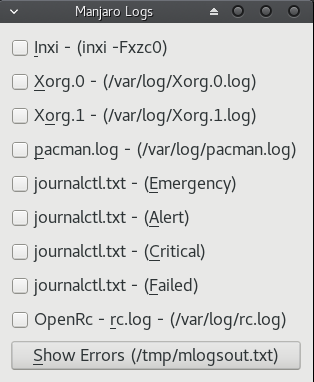 Manjaro Logs
Inxi - (inxi -Fxzc0)
Xorg.0 - (/var/log/Xorg.0.log)
Xorg.1 - (/var/log/Xorg.1.log)
pacman.log - (/var/log/pacman.log)
journalctl.txt - (Emergency)
journalctl.txt - (Alert)
journalctl.txt - (Critical)
journalctl.txt - (Failed)
OpenRc - rc.log - (/var/log/rc.log)
Show Errors (/tmp/mlogsout.txt)